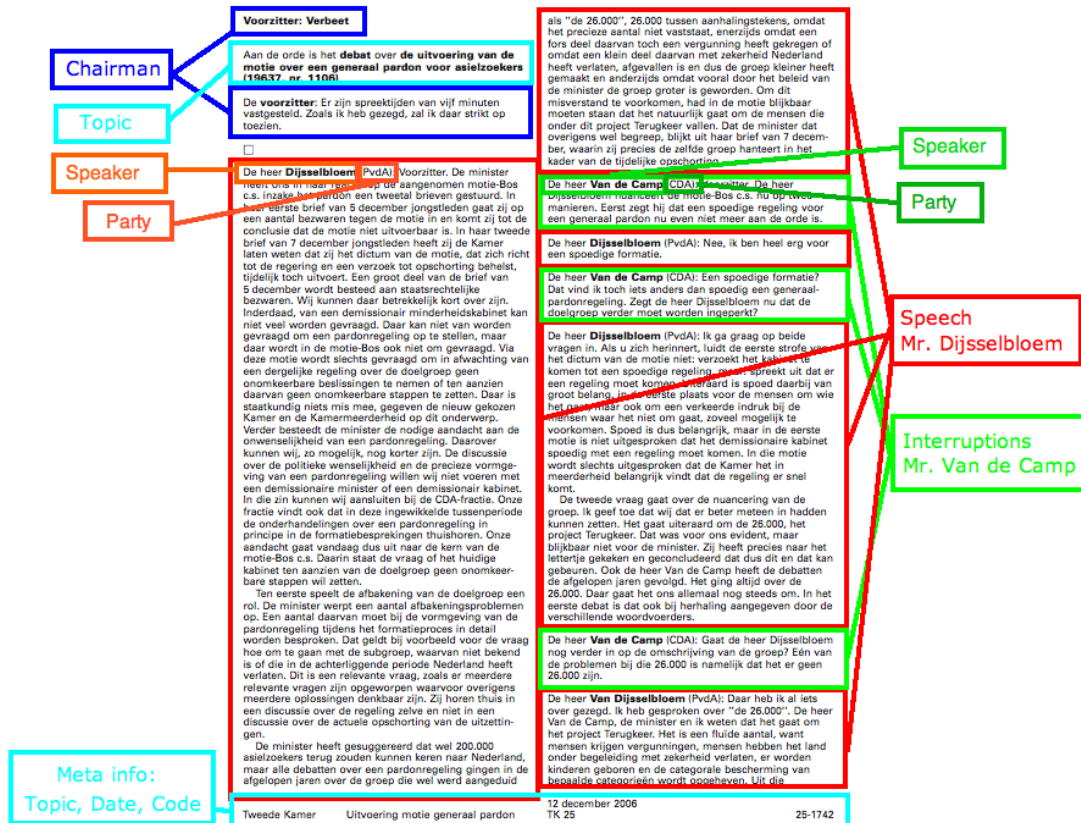 Voorzitter: Verbeet
Aan de orde is het debat over de uitvoering van de
motie over een generaal pardon voor asielzoekers
(19637, nr. 1106)
De voorzitter: Er zijn spreektijden van vijf minuten
vastgesteld. Zoals ik heb gezegd, zal ik daar strikt op
toezien.
De heer Dijsselbloem (PvdA): Voorzitter. De minister
heeft ons in haar op de aangenomen motie-Bos
c.s. inzake het pardon een tweetal brieven gestuurd. In
haar eerste brief van 5 december jongstleden gaat zij op
een aantal bezwaren tegen de motie in en komt zij tot de
conclusie dat de motie niet uitvoerbaar is. In haar tweede
brief van 7 december jongstleden heeft zij de Kamer
laten weten dat zij het dictum van de motie, dat zich richt
tot de regering en een verzoek tot opschorting behelst,
tijdelijk toch uitvoert. Een groot deel van de brief van
5 december wordt besteed aan staatsrechtelijke
bezwaren. Wij kunnen daar betrekkelijk kort over zijn.
Inderdaad, van een demissionair minderheidskabinet kan
niet veel worden gevraagd. Daar kan niet van worden
gevraagd om een pardonregeling op te stellen, maar
daar wordt in de motie-Bos ook niet om gevraagd. Via
deze motie wordt slechts gevraagd om in afwachting van
een dergelijke regeling over de doelgroep geen
onomkeerbare beslissingen te nemen of ten aanzien
daarvan geen onomkeerbare stappen te zetten. Daar is
staatkundig niets mis mee, gegeven de nieuw gekozen
Kamer en de Kamermeerderheid op dit onderwerp.
Verder besteedt de minister de nodige aandacht aan de
onwenselijkheid van een pardonregeling. Daarover
kunnen wij, zo mogelijk, nog korter zijn. De discussie
over de politieke wenselijkheid en de precieze vormge-
ving van een pardonregeling willen wij niet voeren met
een demissionaire minister of een demissionair kabinet.
In die zin kunnen wij aansluiten bij de CDA-fractie. Onze
fractie vindt ook dat in deze ingewikkelde tussenperiode
de onderhandelingen over een pardonregeling in
principe in de formatiebesprekingen thuishoren. Onze
aandacht gaat vandaag dus uit naar de kern van de
motie-Bos c.s. Daarin staat de vraag of het huidige
kabinet ten aanzien van de doelgroep geen onomkeer-
bare stappen wil zetten.
Ten eerste speelt de afbakening van de doelgroep een
rol. De minister werpt een aantal afbakeningsproblemen
op. Een aantal daarvan moet bij de vormgeving van de
pardonregeling tijdens het formatieproces in detail
worden besproken. Dat geldt bij voorbeeld voor de vraag
hoe om te gaan met de subgroep, waarvan niet bekend
is of die in de achterliggende periode Nederland heeft
verlaten. Dit is een relevante vraag, zoals er meerdere
relevante vragen zijn opgeworpen waarvoor overigens
meerdere oplossingen denkbaar zijn. Zij horen thuis in
een discussie over de regeling zelve en niet in een
discussie over de actuele opschorting van de uitzettin-
gen.
De minister heeft gesuggereerd dat wel 200.000
asielzoekers terug zouden kunnen keren naar Nederland,
maar alle debatten over een pardonregeling gingen in de
afgelopen jaren over de groep die wel werd aangeduid
als "de 26.000", 26.000 tussen aanhalingstekens, omdat
het precieze aantal niet vaststaat, enerzijds omdat een
fors deel daarvan toch een vergunning heeft gekregen of
omdat een klein deel daarvan met zekerheid Nederland
heeft verlaten, afgevallen is en dus de groep kleiner heeft
gemaakt en anderzijds omdat vooral door het beleid van
de minister de groep groter is geworden. Om dit
misverstand te voorkomen, had in de motie blijkbaar
moeten staan dat het natuurlijk gaat om de mensen die
onder dit project Terugkeer vallen. Dat de minister dat
overigens wel begreep, blijkt uit haar brief van 7 decem-
ber, waarin zij precies de zelfde groep hanteert in het
kader van de tijdelijke opschorting.
De heer Van de Camp (CDA): Voorzitter. De heer
Dijsselbloem nuanceert de motie-Bos c.s. nu op twee
manieren. Eerst zegt hij dat een spoedige regeling voor
een generaal pardon nu even niet meer aan de orde is.
De heer Dijsselbloem (PvdA): Nee, ik ben heel erg voor
een spoedige formatie.
De heer Van de Camp (CDA): Een spoedige formatie?
Dat vind ik toch iets anders dan spoedig een generaal-
pardonregeling. Zegt de heer Dijsselbloem nu dat de
doelgroep verder moet worden ingeperkt?
De heer Dijsselbloem (PvdA): Ik ga graag op beide
vragen in. Als u zich herinnert, luidt de eerste strofe van
het dictum van de motie niet: verzoekt het kabinet te
komen tot een spoedige regeling, maar: spreekt uit dat er
een regeling moet komen. Uiteraard is spoed daarbij van
groot belang, in de eerste plaats voor de mensen om wie
het gaat, maar ook om een verkeerde indruk bij de
mensen waar het niet om gaat, zoveel mogelijk te
voorkomen. Spoed is dus belangrijk, maar in de eerste
motie is niet uitgesproken dat het demissionaire kabinet
spoedig met een regeling moet komen. In die motie
wordt slechts uitgesproken dat de Kamer het in
meerderheid belangrijk vindt dat de regeling er snel
komt.
De tweede vraag gaat over de nuancering van de
groep. Ik geef toe dat wij dat er beter meteen in hadden
kunnen zetten. Het gaat uiteraard om de 26.000, het
project Terugkeer. Dat was voor ons evident, maar
blijkbaar niet voor de minister. Zij heeft precies naar het
lettertje gekeken en geconcludeerd dat dus dit en dat kan
gebeuren. Ook de heer Van de Camp heeft de debatten
de afgelopen jaren gevolgd. Het ging altijd over de
26.000. Daar gaat het ons allemaal nog steeds om. In het
eerste debat is dat ook bij herhaling aangegeven door de
verschillende woordvoerders.
De heer Van de Camp (CDA): Gaat de heer Dijsselbloem
nog verder in op de omschrijving van de groep? Eén van
de problemen bij die 26.000 is namelijk dat het er geen
26.000 zijn.
De heer Van Dijsselbloem (PvdA): Daar heb ik al iets
over gezegd. Ik heb gesproken over "de 26.000". De heer
Van de Camp, de minister en ik weten dat het gaat om
het project Terugkeer. Het is een fluïde aantal, want
mensen krijgen vergunningen, mensen hebben het land
onder begeleiding met zekerheid verlaten, er worden
kinderen geboren en de categorale bescherming van
bepaalde categorieën wordt opgeheven. Uit die
Tweede Kamer
Uitvoering motie generaal pardon
12 december 2006
TK 25
25-1742
Chairman
Topic
Speaker
Party
Meta info:
Topic, Date, Code
Speaker
Party
Speech
Mr. Dijsselbloem
Interruptions
Mr. Van de Camp